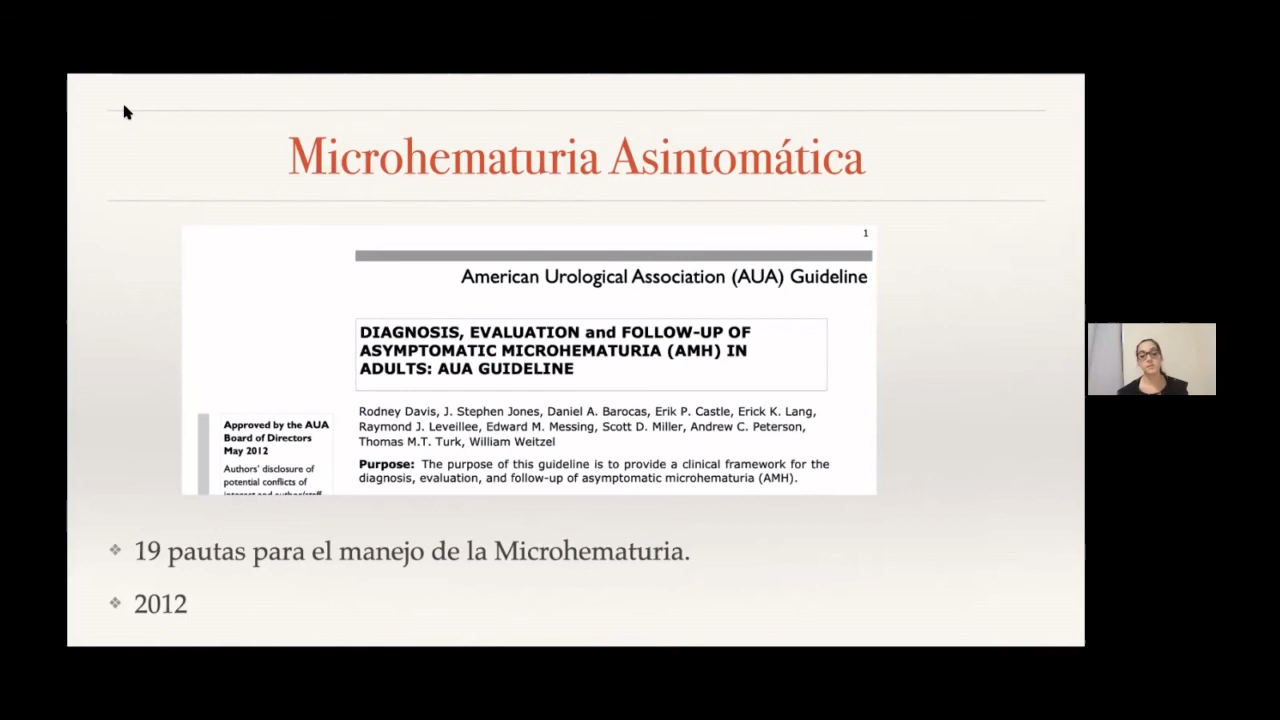 Microhematuria Asintomática
1
American Urological Association (AUA) Guideline
DIAGNOSIS, EVALUATION and FOLLOW-UP OF
ASYMPTOMATIC MICROHEMATURIA (AMH) IN
ADULTS: AUA GUIDELINE
Rodney Davis, J. Stephen Jones, Daniel A. Barocas, Erik P. Castle, Erick K. Lang,
Raymond J. Leveillee, Edward M. Messing, Scott D. Miller, Andrew C. Peterson,
Thomas M.T. Turk, William Weitzel
Approved by the AUA
Board of Directors
May 2012
Authors' disclosure of
potential conflicts of
interest and author/staff
Purpose: The purpose of this guideline is to provide a clinical framework for the
diagnosis, evaluation, and follow-up of asymptomatic microhematuria (AMH).
19 pautas para el manejo de la Microhematuria.
2012